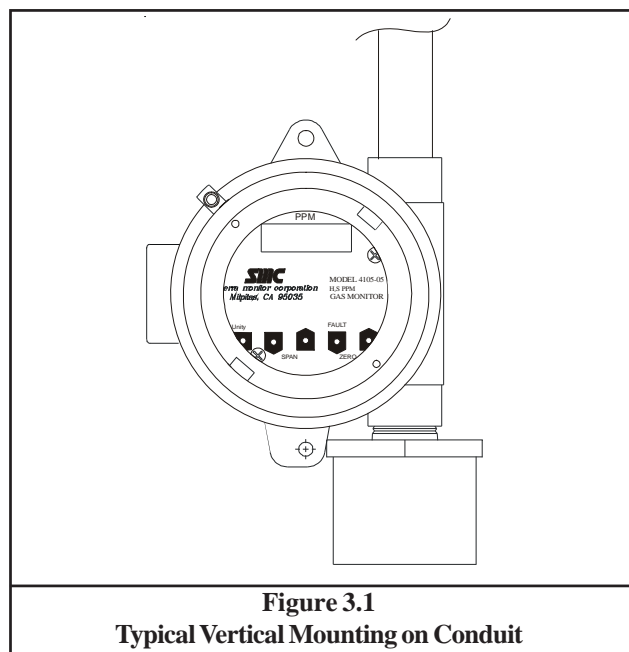 PPM
SMC
erra monitor corporation
Milpitas, CA 95035
MODEL 4105-05
H2S PPM
GAS MONITOR
Unity
FAULT
SPAN
ZERO
Figure 3.1
Typical Vertical Mounting on Conduit